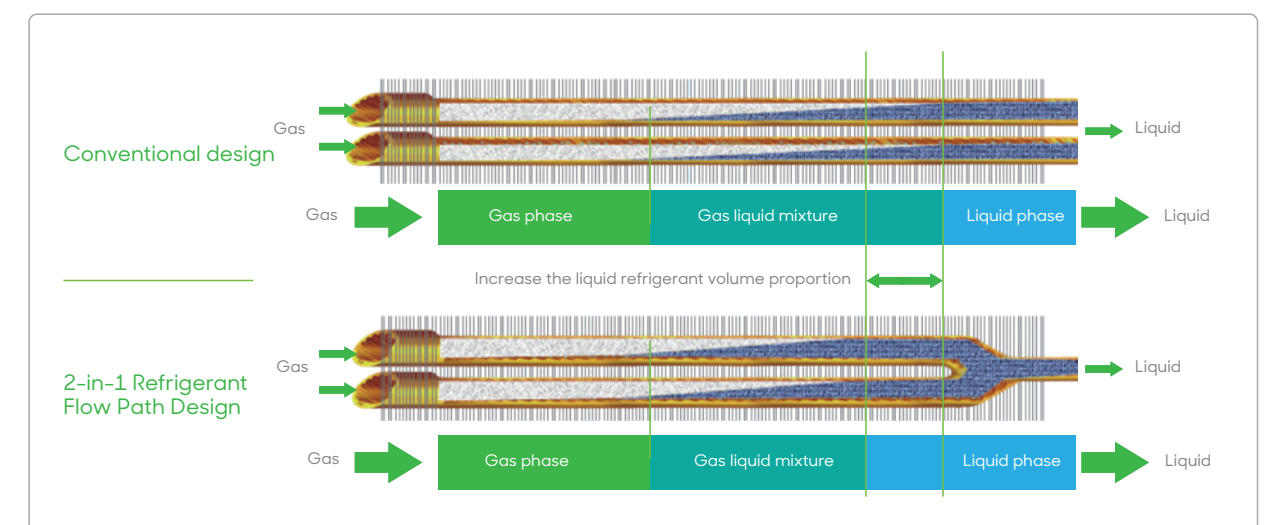 Gas
Liquid
Conventional design
Gas
Gas phase
Gas liquid mixture
Liquid phase
Liquid
Increase the liquid refrigerant volume proportion
Gas
Liquid
2-in-1 Refrigerant
Flow Path Design
Gas
Gas phase
Gas liquid mixture
Liquid phase
Liquid